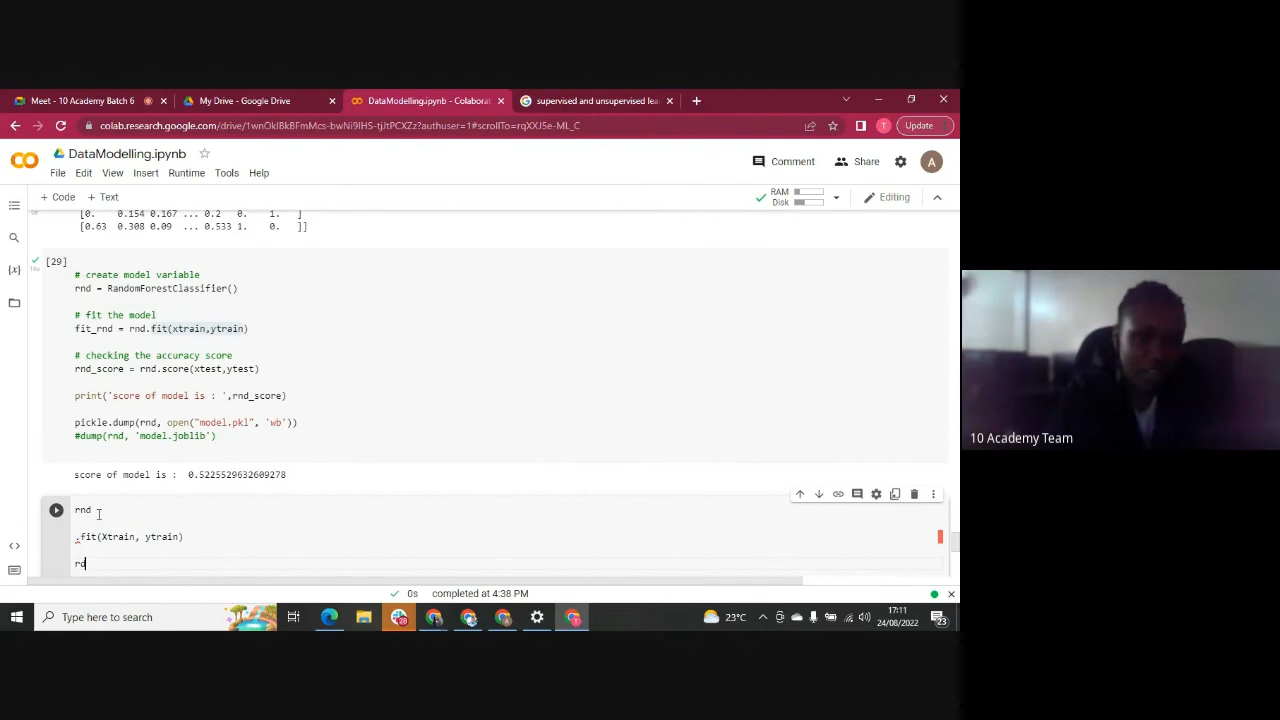 Meet - 10 Academy Batch 6
My Drive - Google Drive
DataModelling.ipynb - Colaborat
supervised and unsupervised lea
colab.research.google.com/drive/1wnOkIBkBFmMcs-bwNi9IHS-tjJtPCXZz?authuser=1#scrollTo=rqXXJ5e-ML_C
T
Update
DataModelling.ipynb
File Edit View Insert Runtime Tools Help
Comment
Share
A
+ Code + Text
RAM
Disk
Editing
[0. 0.154 0.167 ... 0.2 0. 1. ]
[0.63 0.308 0.09 ... 0.533 1. 0. ]]
[29]
16s
# create model variable
rnd = RandomForestClassifier()
# fit the model
fit_rnd = rnd.fit(xtrain,ytrain)
# checking the accuracy score
rnd_score = rnd.score(xtest,ytest)
print('score of model is : ',rnd_score)
pickle.dump(rnd, open("model.pkl", 'wb'))
#dump(rnd, 'model.joblib')
score of model is : 0.5225529632609278
rnd
.fit(Xtrain, ytrain)
rd
0s completed at 4:38 PM
Type here to search
28
23°C
17:11
24/08/2022
23
10 Academy Team